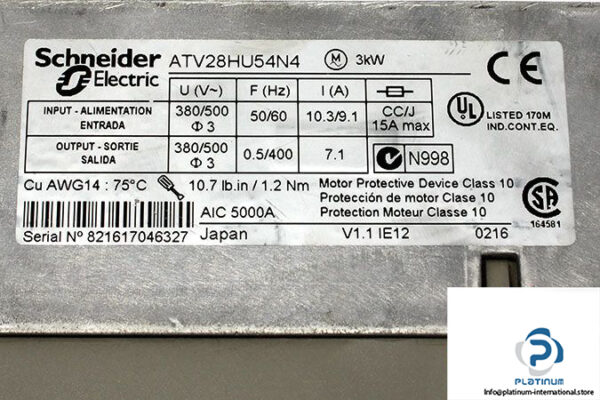 Schneider Electric
ATV28HU54N4 M 3kW
CE
U (V~) F (Hz) I (A)
INPUT - ALIMENTATION ENTRADA 380/500 Φ 3 50/60 10.3/9.1 CC/J 15A max
OUTPUT - SORTIE SALIDA 380/500 Φ 3 0.5/400 7.1 N998
UL LISTED 170M
IND.CONT.EQ.
Cu AWG14 : 75°C 10.7 lb.in / 1.2 Nm
Motor Protective Device Class 10
Protección de motor Clase 10
Protection Moteur Classe 10
SA
164581
AIC 5000A
Serial Nº 821617046327 Japan V1.1 IE12 0216
PLATINUM
Info@platinum-international.store